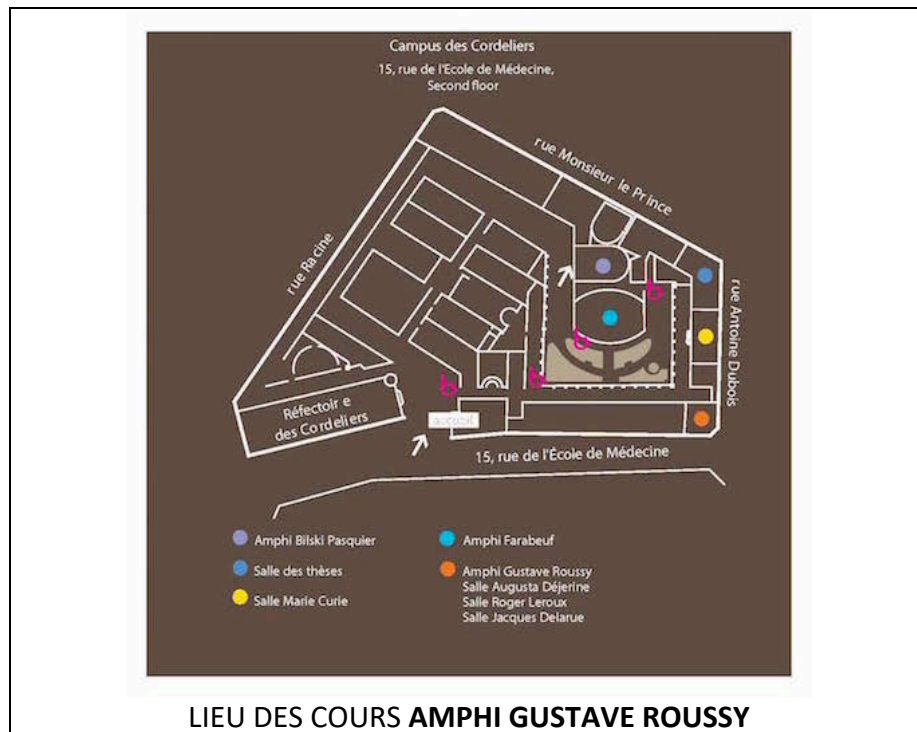 Campus des Cordeliers
15, rue de l'Ecole de Médecine,
Second floor
rue Monsieur le Prince
rue Racine
rue Antoine Dubois
Réfectoir e
des Cordeliers
accueil
15, rue de l'École de Médecine
Amphi Bilski Pasquier
Salle des thèses
Salle Marie Curie
Amphi Farabeuf
Amphi Gustave Roussy
Salle Augusta Déjerine
Salle Roger Leroux
Salle Jacques Delarue
LIEU DES COURS AMPHI GUSTAVE ROUSSY